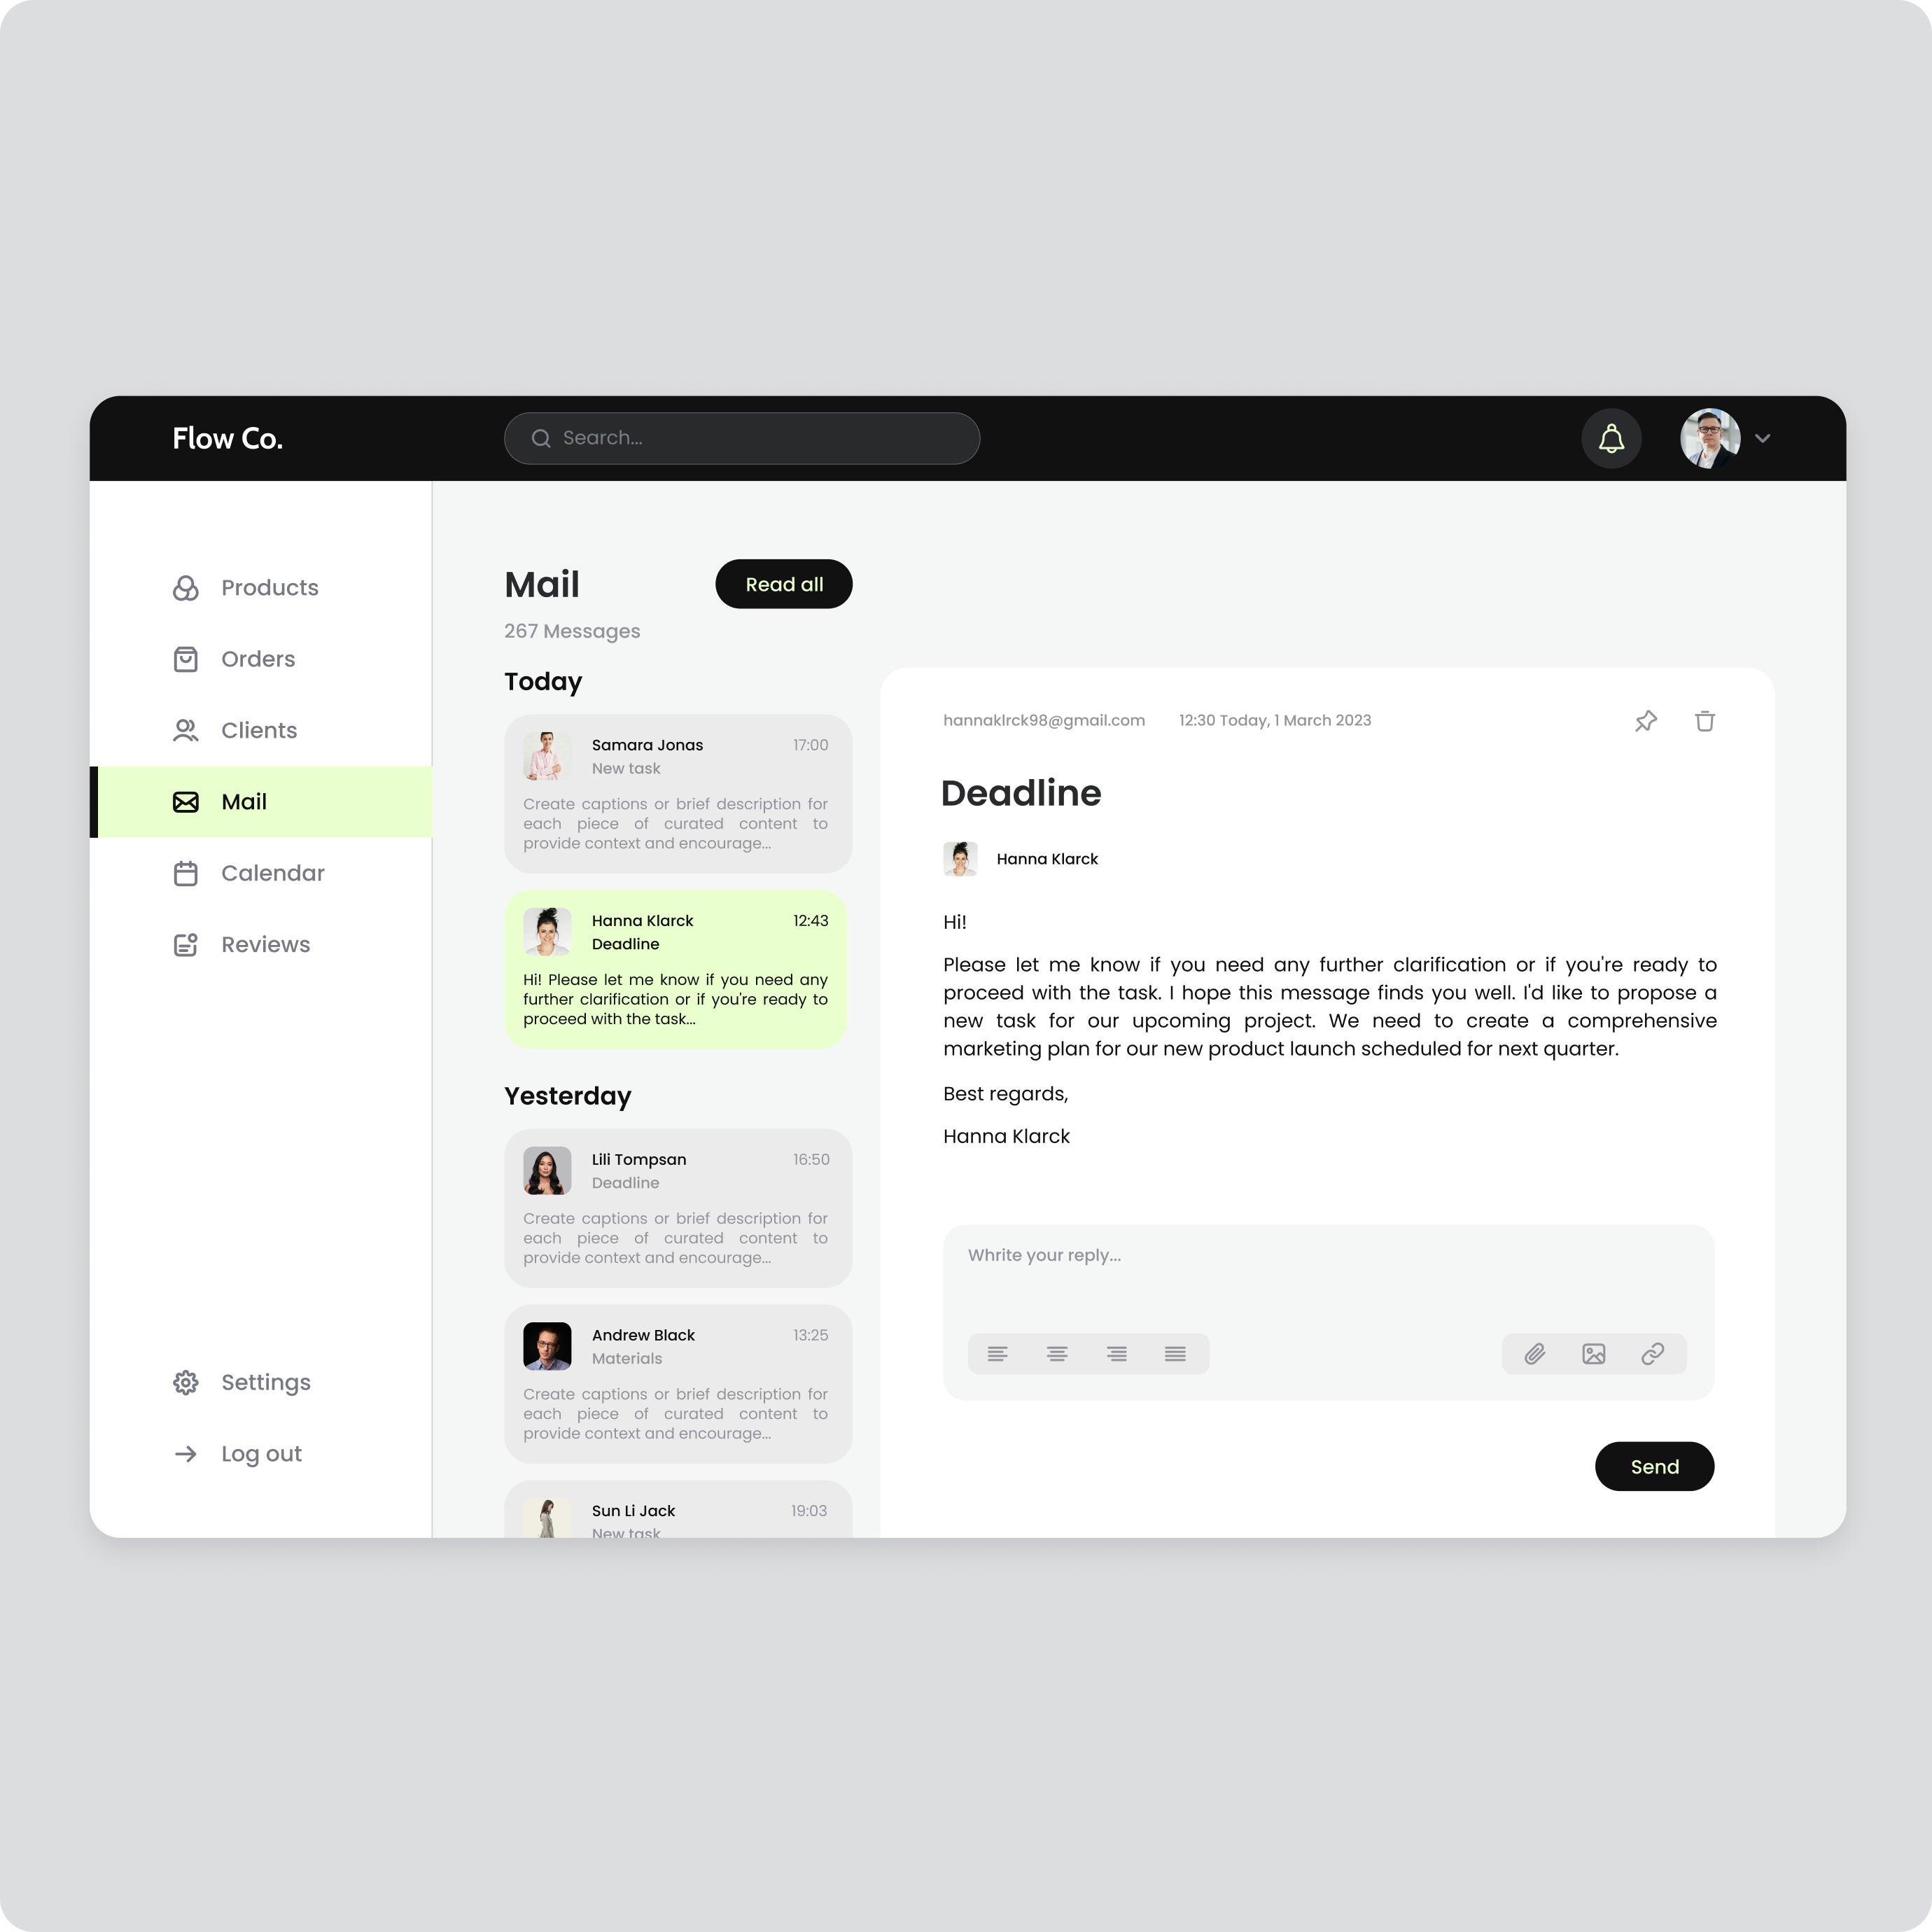 Flow Co.
Search...
Products
Orders
Clients
Mail
Calendar
Reviews
Settings
Log out
Mail
Read all
267 Messages
Today
Samara Jonas
17:00
New task
Create captions or brief description for
each piece of curated content to
provide context and encourage...
Hanna Klarck
12:43
Deadline
Hi! Please let me know if you need any
further clarification or if you're ready to
proceed with the task...
Yesterday
Lili Tompsan
16:50
Deadline
Create captions or brief description for
each piece of curated content to
provide context and encourage...
Andrew Black
13:25
Materials
Create captions or brief description for
each piece of curated content to
provide context and encourage...
Sun Li Jack
19:03
New task
hannaklrck98@gmail.com
12:30 Today, 1 March 2023
Deadline
Hanna Klarck
Hi!
Please let me know if you need any further clarification or if you're ready to
proceed with the task. I hope this message finds you well. I'd like to propose a
new task for our upcoming project. We need to create a comprehensive
marketing plan for our new product launch scheduled for next quarter.
Best regards,
Hanna Klarck
Whrite your reply...
Send